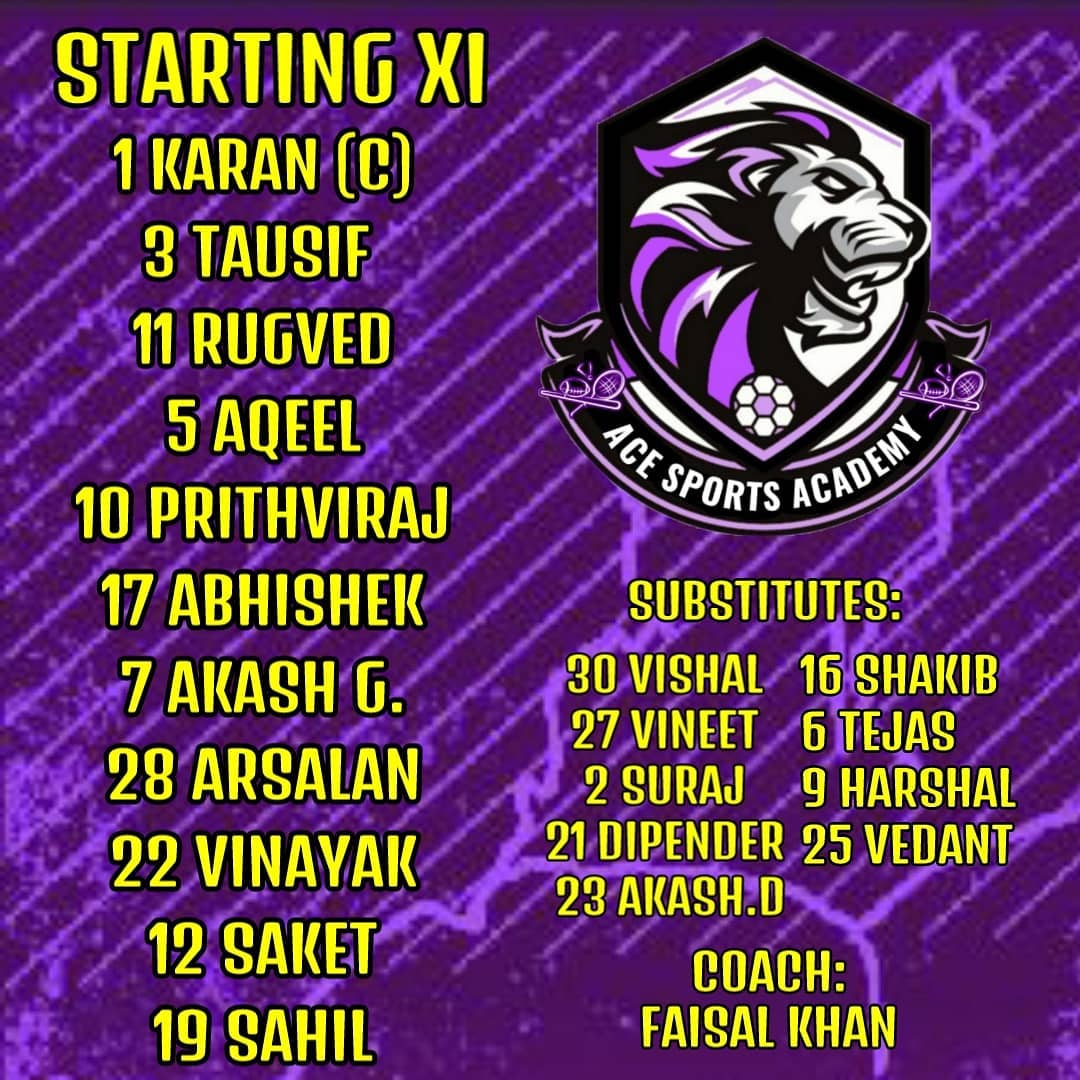 STARTING XI
1 KARAN (C)
3 TAUSIF
11 RUGVED
5 AQEEL
10 PRITHVIRAJ
17 ABHISHEK
7 AKASH G.
28 ARSALAN
22 VINAYAK
12 SAKET
19 SAHIL
ACE SPORTS ACADEMY
SUBSTITUTES:
30 VISHAL
27 VINEET
2 SURAJ
21 DIPENDER
23 AKASH.D
16 SHAKIB
6 TEJAS
9 HARSHAL
25 VEDANT
COACH:
FAISAL KHAN